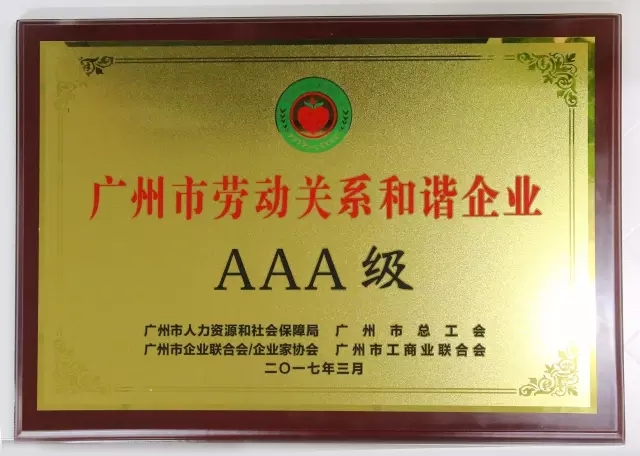 广州市劳动关系和谐企业
AAA级
广州市人力资源和社会保障局 广州市总工会
广州市企业联合会/企业家协会 广州市工商业联合会
二〇一七年三月